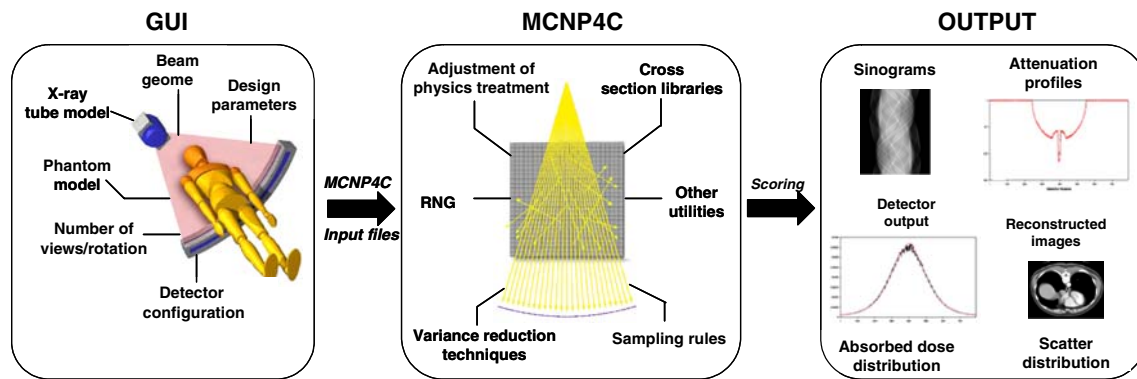 GUI
MCNP4C
OUTPUT
Beam
geome
X-ray
tube model
Design
parameters
Phantom
model
Number of
views/rotation
Detector
configuration
MCNP4C
Input files
Adjustment of
physics treatment
Cross
section libraries
RNG
Other
utilities
Variance reduction
techniques
Sampling rules
Scoring
Sinograms
Attenuation
profiles
Detector
output
Reconstructed
images
Absorbed dose
distribution
Scatter
distribution